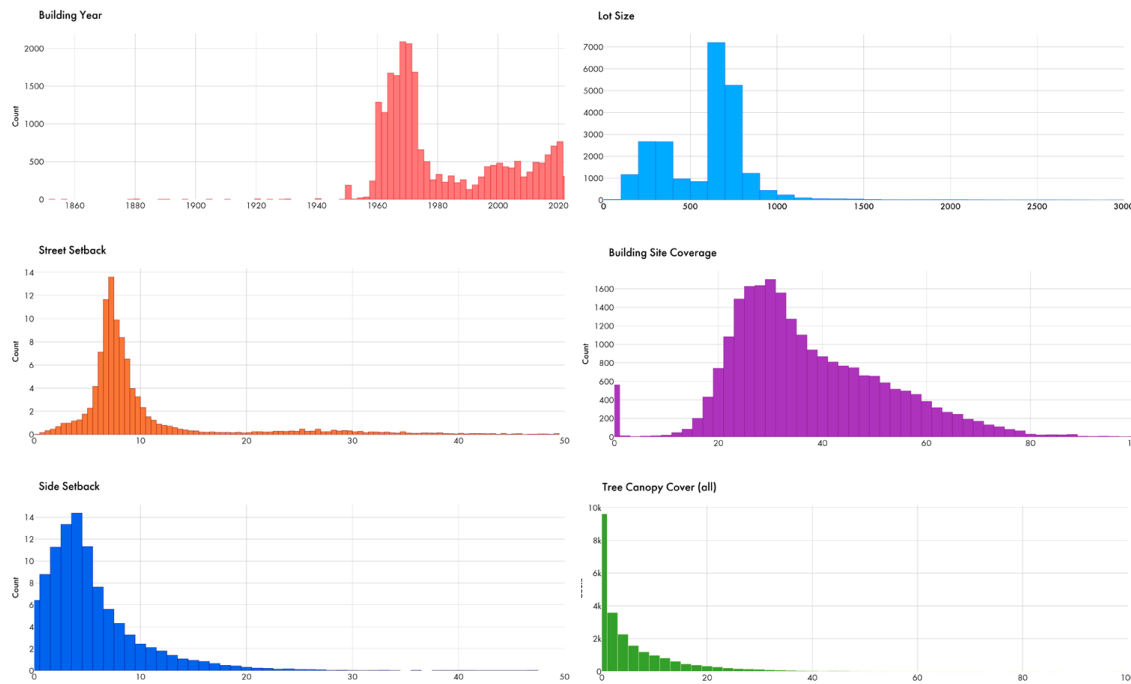 Building Year
Count
2000
1500
1000
500
0
1860 1880 1900 1920 1940 1960 1980 2000 2020
Lot Size
7000
6000
5000
4000
3000
2000
1000
0
500 1000 1500 2000 2500 3000
Street Setback
Count
14
12
10
8
6
4
2
0
0 10 20 30 40 50
Building Site Coverage
Count
1600
1400
1200
1000
800
600
400
200
0
0 20 40 60 80
Side Setback
Count
14
12
10
8
6
4
2
0
0 10 20 30 40 50
Tree Canopy Cover (all)
10k
8k
6k
4k
2k
0
0 20 40 60 80